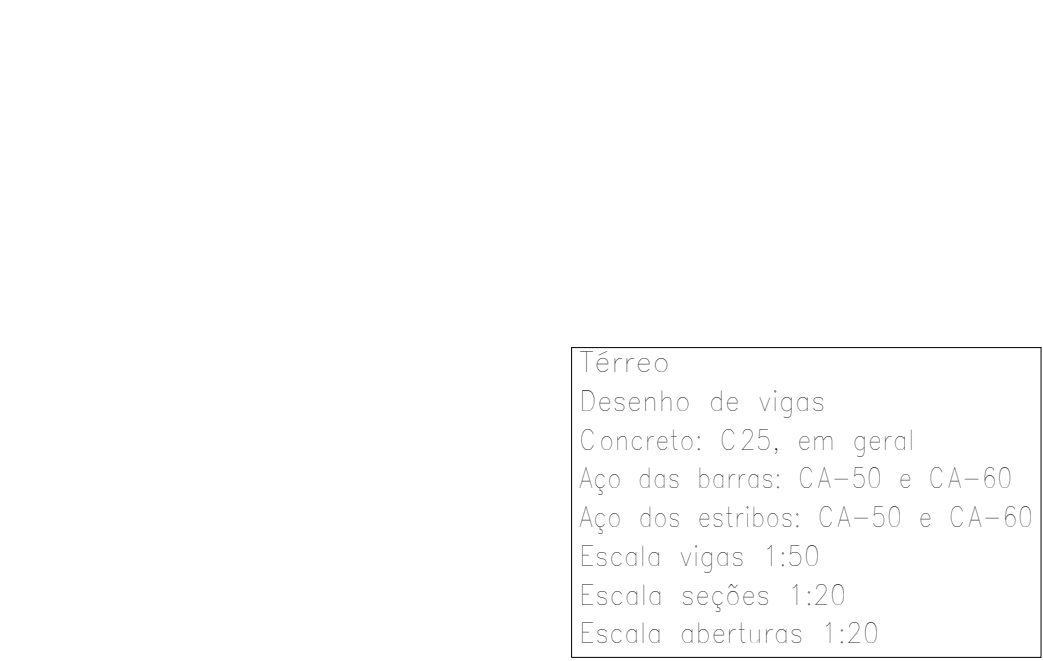 Térreo
Desenho de vigas
Concreto: C25, em geral
Aço das barras: CA-50 e CA-60
Aço dos estribos: CA-50 e CA-60
Escala vigas 1:50
Escala seções 1:20
Escala aberturas 1:20